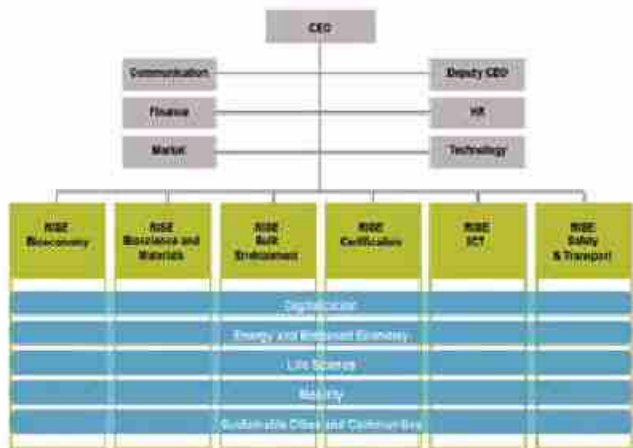 CEO
Communication
Deputy CEO
Finance
HR
Market
Technology
RISE
Bioeconomy
RISE
Bioscience and
Materials
RISE
Built
Environment
RISE
Certification
RISE
ICT
RISE
Safety
& Transport
Digitalization
Energy and Biobased Economy
Life Science
Mobility
Sustainable Cities and Communities